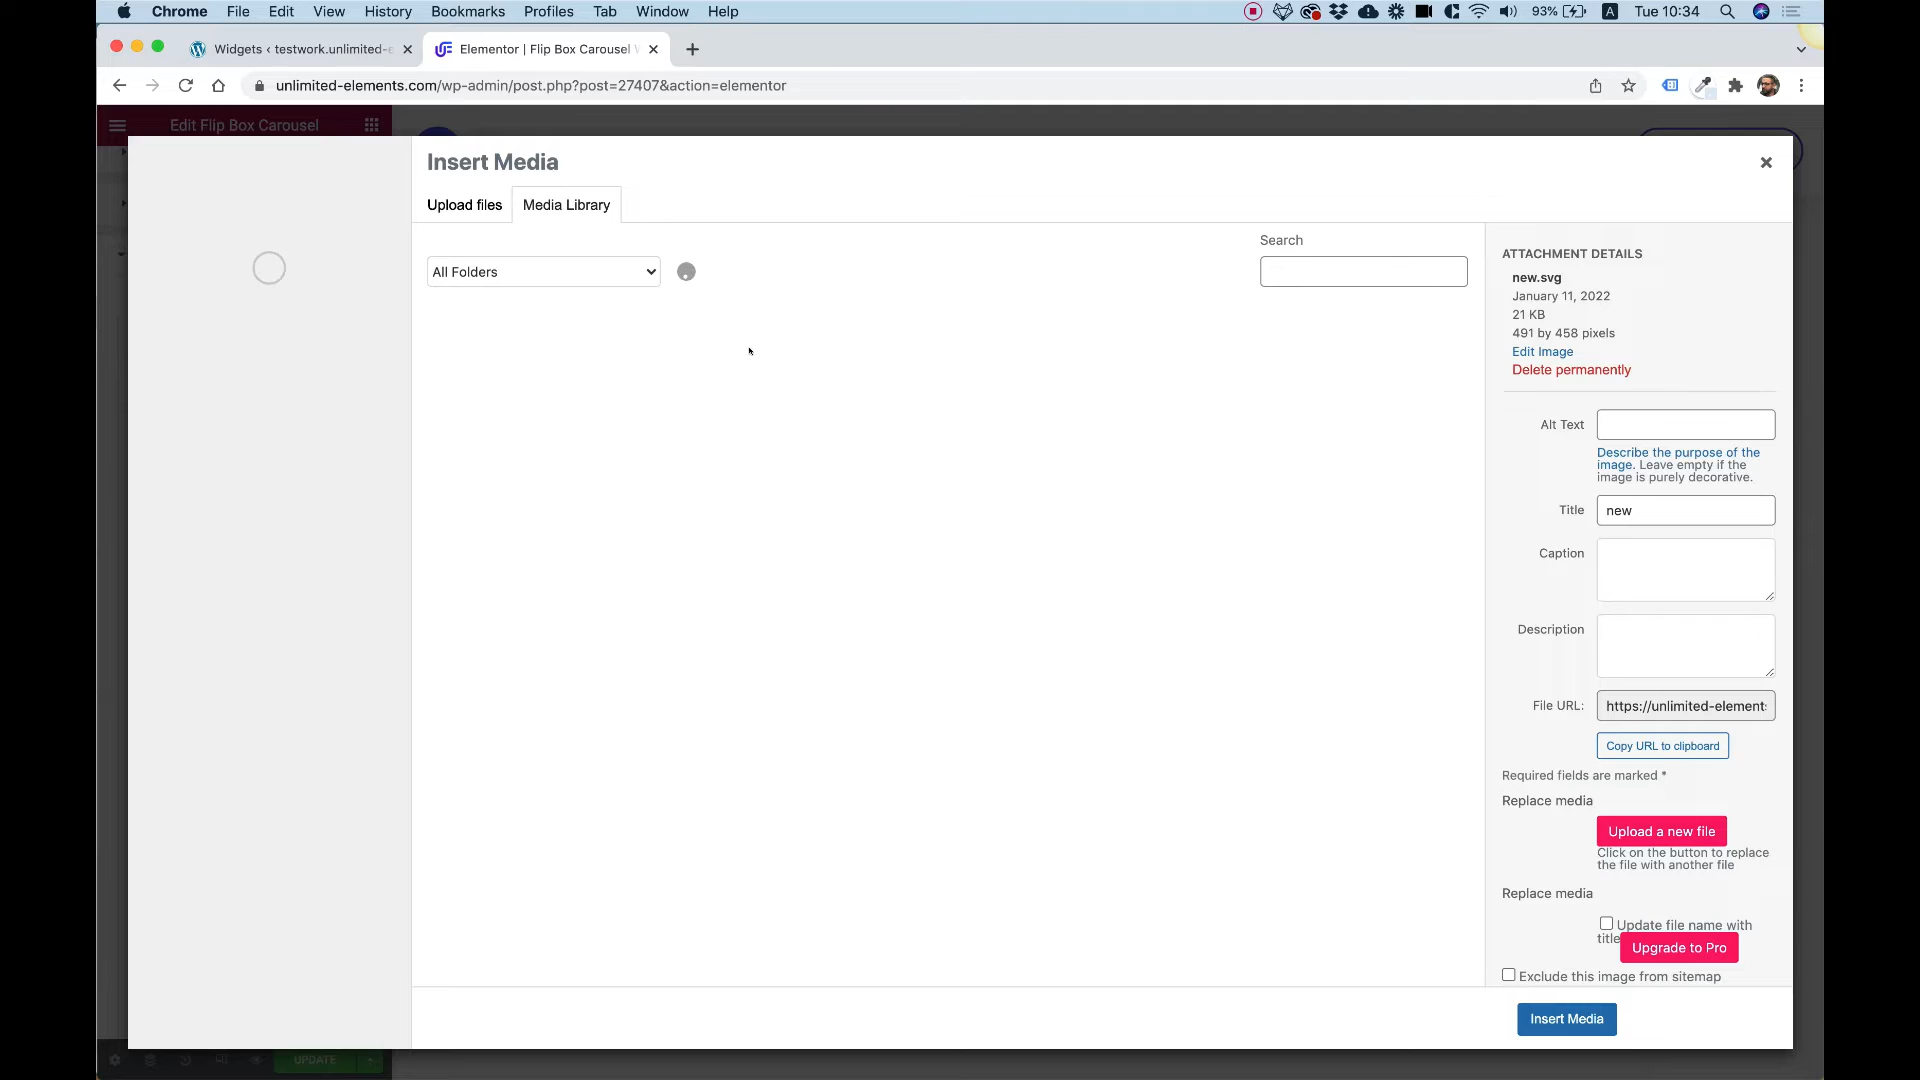 Chrome File Edit View History Bookmarks Profiles Tab Window Help 93% A Tue 10:34
Widgets ‹ testwork.unlimited-e Elementor | Flip Box Carousel
unlimited-elements.com/wp-admin/post.php?post=27407&action=elementor
Edit Flip Box Carousel
Insert Media
Upload files Media Library
All Folders
Search
ATTACHMENT DETAILS
new.svg
January 11, 2022
21 KB
491 by 458 pixels
Edit Image
Delete permanently
Alt Text
Describe the purpose of the
image. Leave empty if the
image is purely decorative.
Title new
Caption
Description
File URL: https://unlimited-element
Copy URL to clipboard
Required fields are marked *
Replace media
Upload a new file
Click on the button to replace
the file with another file
Replace media
Update file name with
title
Upgrade to Pro
Exclude this image from sitemap
Insert Media
UPDATE